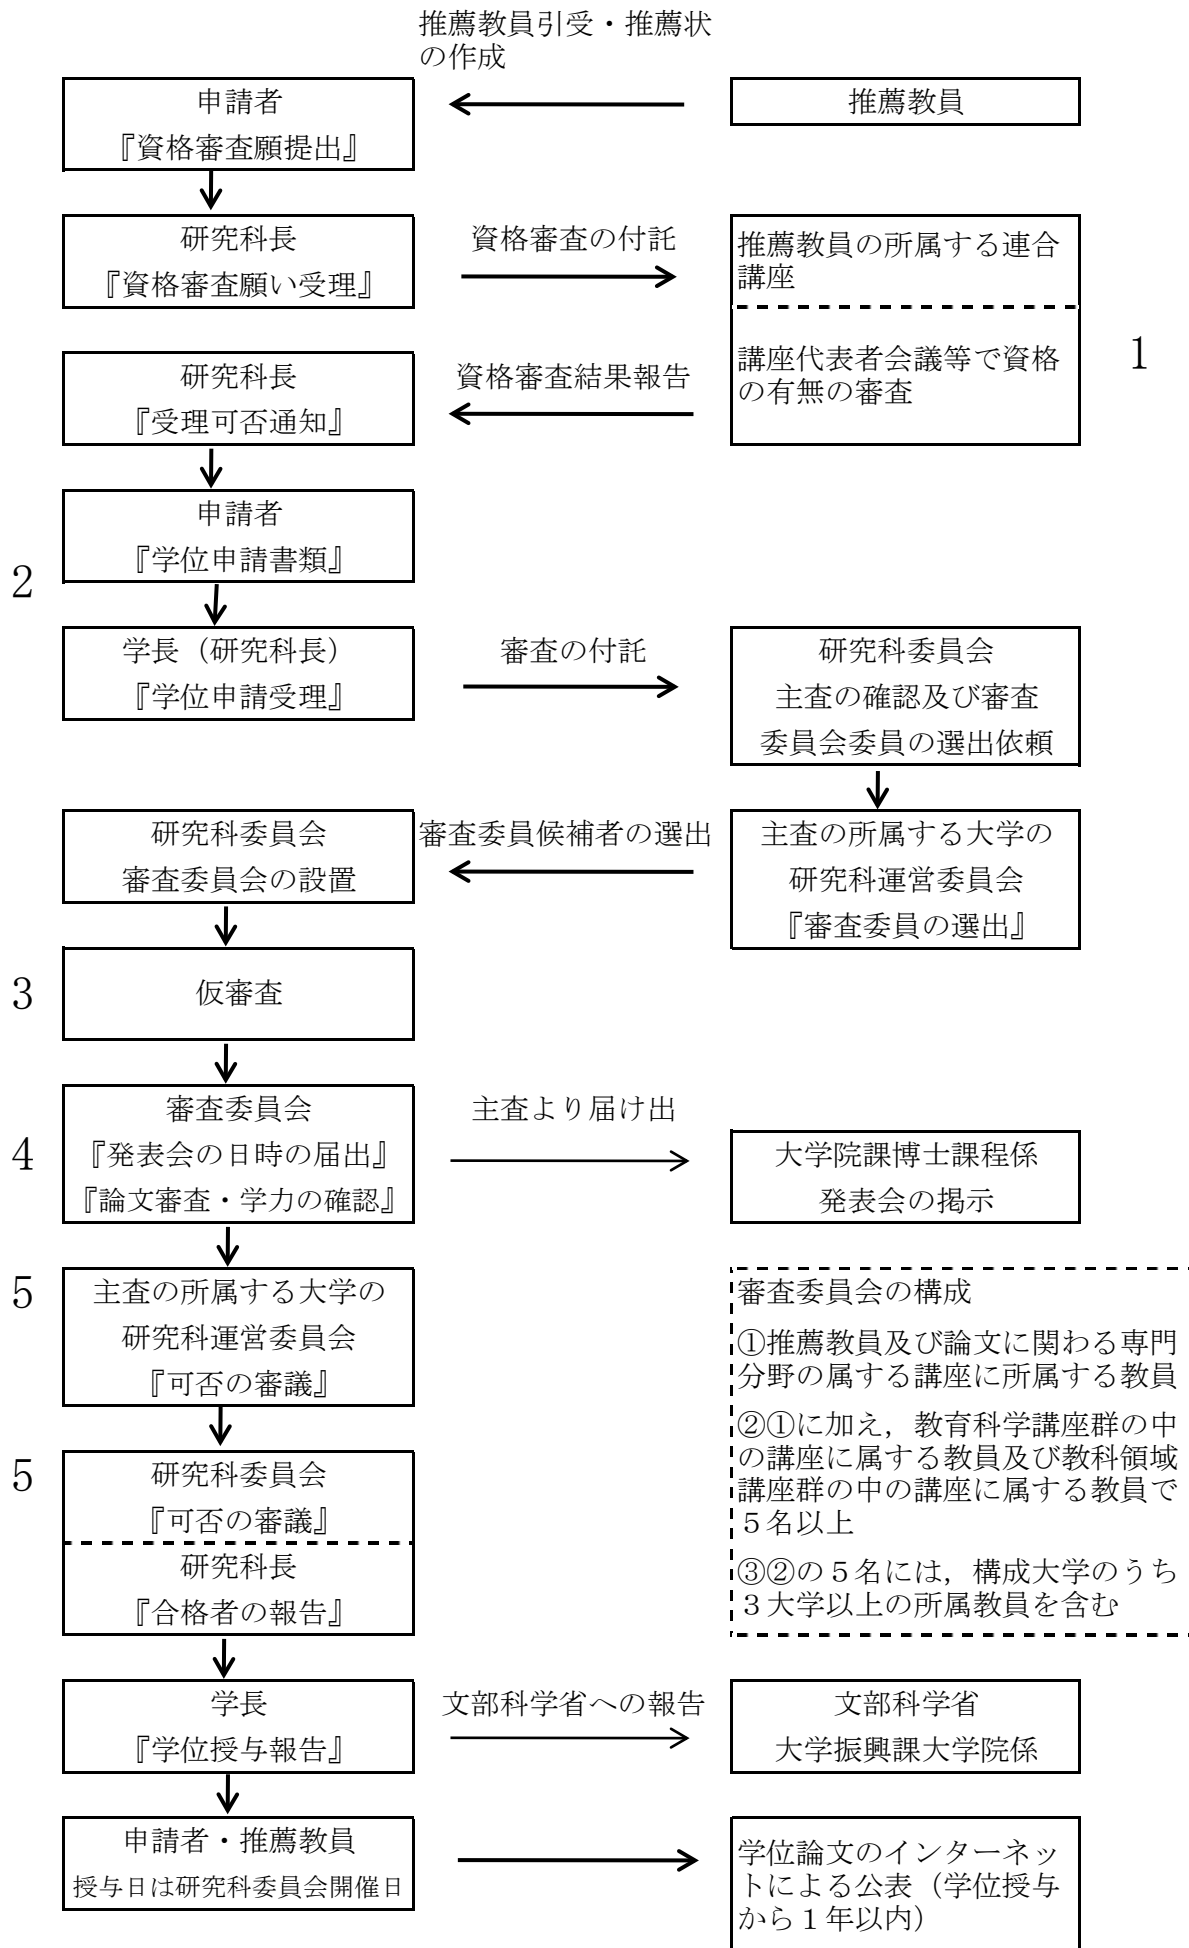 推薦教員引受・推薦状
の作成
申請者
『資格審査願提出』
推薦教員
研究科長
『資格審査願い受理』
資格審査の付託
推薦教員の所属する連合
講座
講座代表者会議等で資格
の有無の審査
1
研究科長
『受理可否通知』
資格審査結果報告
2
申請者
『学位申請書類』
学長（研究科長）
『学位申請受理』
審査の付託
研究科委員会
主査の確認及び審査
委員会委員の選出依頼
研究科委員会
審査委員会の設置
審査委員候補者の選出
主査の所属する大学の
研究科運営委員会
『審査委員の選出』
3
仮審査
4
審査委員会
『発表会の日時の届出』
『論文審査・学力の確認』
主査より届け出
大学院課博士課程係
発表会の掲示
5
主査の所属する大学の
研究科運営委員会
『可否の審議』
審査委員会の構成
①推薦教員及び論文に関わる専門
分野の属する講座に所属する教員
②①に加え，教育科学講座群の中
の講座に属する教員及び教科領域
講座群の中の講座に属する教員で
５名以上
③②の５名には，構成大学のうち
３大学以上の所属教員を含む
5
研究科委員会
『可否の審議』
研究科長
『合格者の報告』
学長
『学位授与報告』
文部科学省への報告
文部科学省
大学振興課大学院係
申請者・推薦教員
授与日は研究科委員会開催日
学位論文のインターネッ
トによる公表（学位授与
から１年以内）